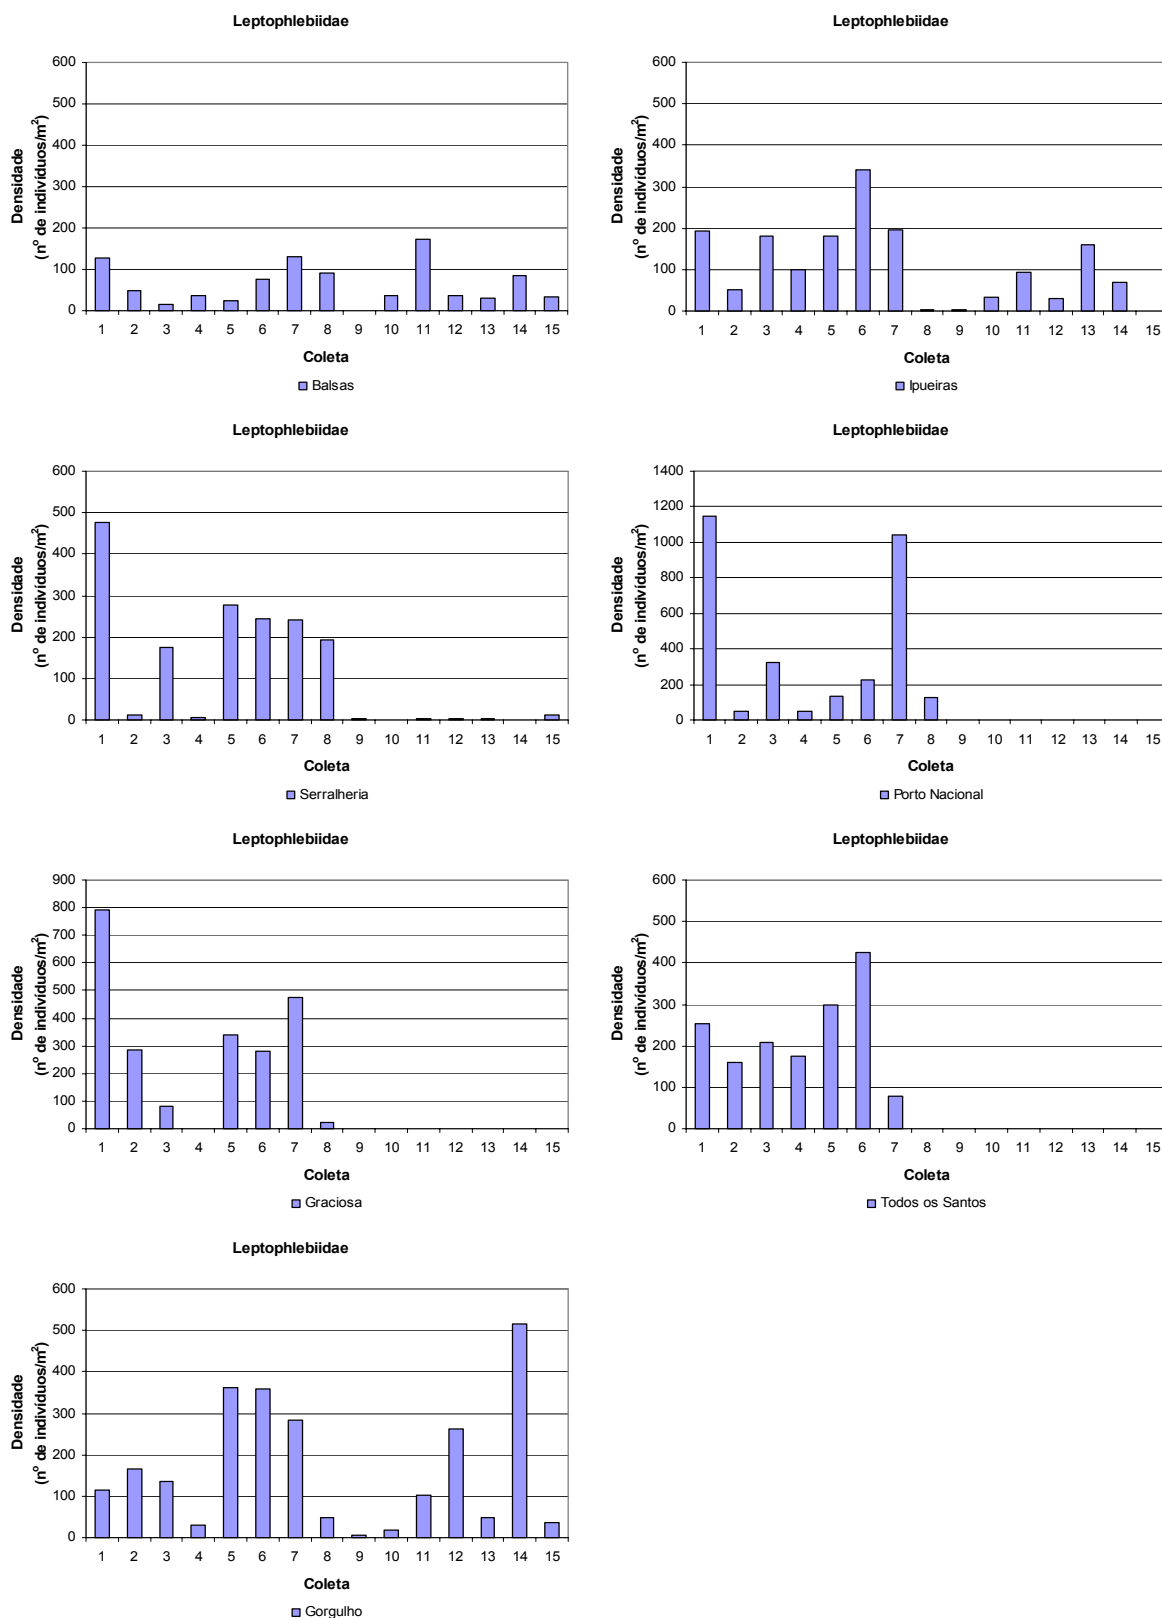 Leptophlebiidae
600
500
400
300
200
100
0
Densidade
(nº de indivíduos/m²)
1 2 3 4 5 6 7 8 9 10 11 12 13 14 15
Coleta
Balsas
Leptophlebiidae
600
500
400
300
200
100
0
Densidade
(nº de indivíduos/m²)
1 2 3 4 5 6 7 8 9 10 11 12 13 14 15
Coleta
Ipueiras
Leptophlebiidae
600
500
400
300
200
100
0
Densidade
(nº de indivíduos/m²)
1 2 3 4 5 6 7 8 9 10 11 12 13 14 15
Coleta
Serralheria
Leptophlebiidae
1400
1200
1000
800
600
400
200
0
Densidade
(nº de indivíduos/m²)
1 2 3 4 5 6 7 8 9 10 11 12 13 14 15
Coleta
Porto Nacional
Leptophlebiidae
900
800
700
600
500
400
300
200
100
0
Densidade
(nº de indivíduos/m²)
1 2 3 4 5 6 7 8 9 10 11 12 13 14 15
Coleta
Graciosa
Leptophlebiidae
600
500
400
300
200
100
0
Densidade
(nº de indivíduos/m²)
1 2 3 4 5 6 7 8 9 10 11 12 13 14 15
Coleta
Todos os Santos
Leptophlebiidae
600
500
400
300
200
100
0
Densidade
(nº de indivíduos/m²)
1 2 3 4 5 6 7 8 9 10 11 12 13 14 15
Coleta
Gorgulho